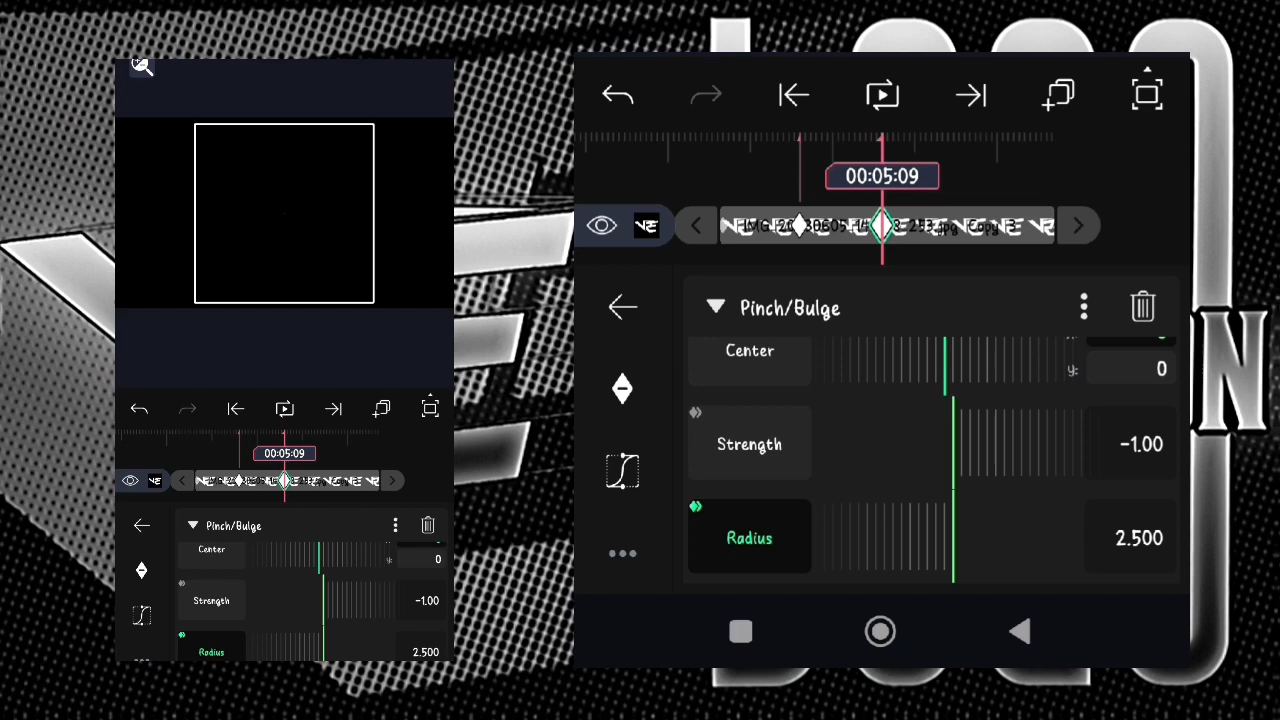 00:05:09
Pinch/Bulge
Center
y:
0
Strength
-1.00
Radius
2.500
00:05:09
Pinch/Bulge
Center
y:
0
Strength
-1.00
Radius
2.500